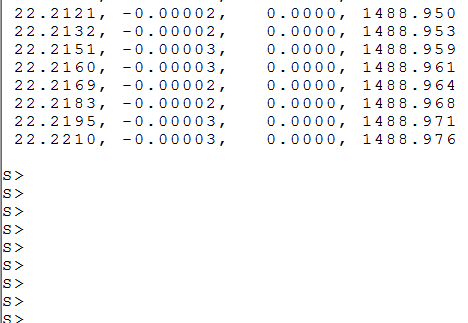 22.2121, -0.00002, 0.0000, 1488.950
22.2132, -0.00002, 0.0000, 1488.953
22.2151, -0.00003, 0.0000, 1488.959
22.2160, -0.00003, 0.0000, 1488.961
22.2169, -0.00002, 0.0000, 1488.964
22.2183, -0.00002, 0.0000, 1488.968
22.2195, -0.00003, 0.0000, 1488.971
22.2210, -0.00003, 0.0000, 1488.976
S>
S>
S>
S>
S>
S>
S>
S>
S>